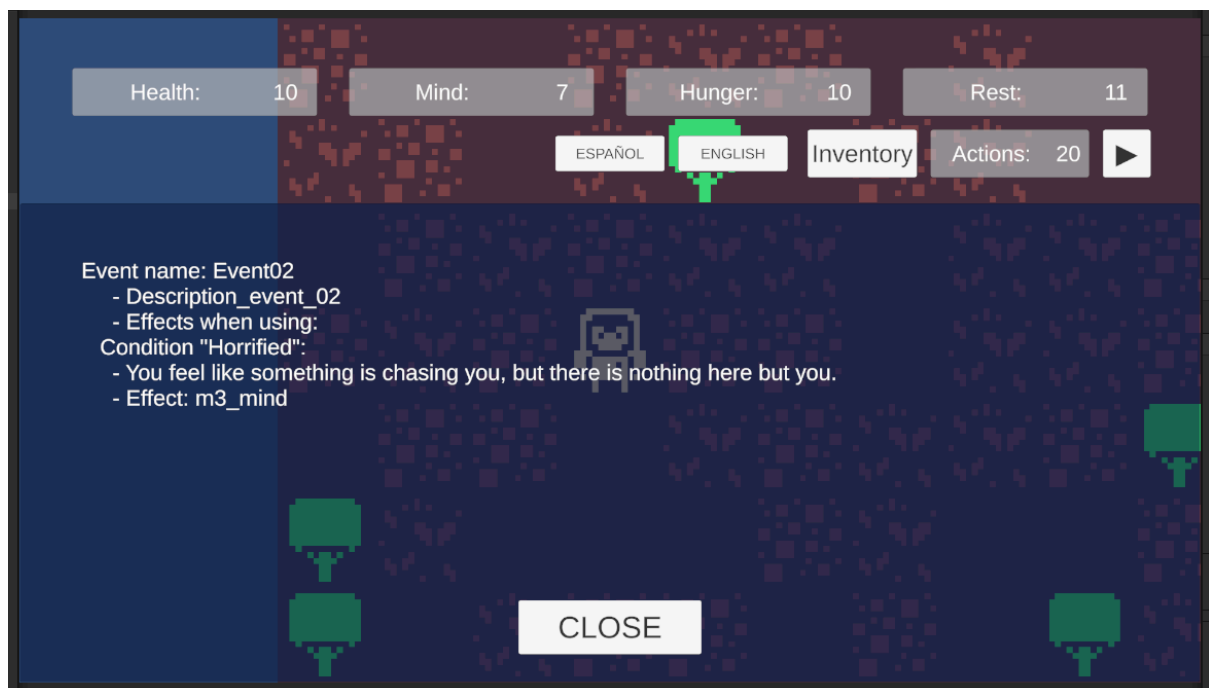 Health: 10 Mind: 7 Hunger: 10 Rest: 11
ESPAÑOL ENGLISH Inventory Actions: 20
Event name: Event02
- Description_event_02
- Effects when using:
Condition "Horrified":
- You feel like something is chasing you, but there is nothing here but you.
- Effect: m3_mind
CLOSE